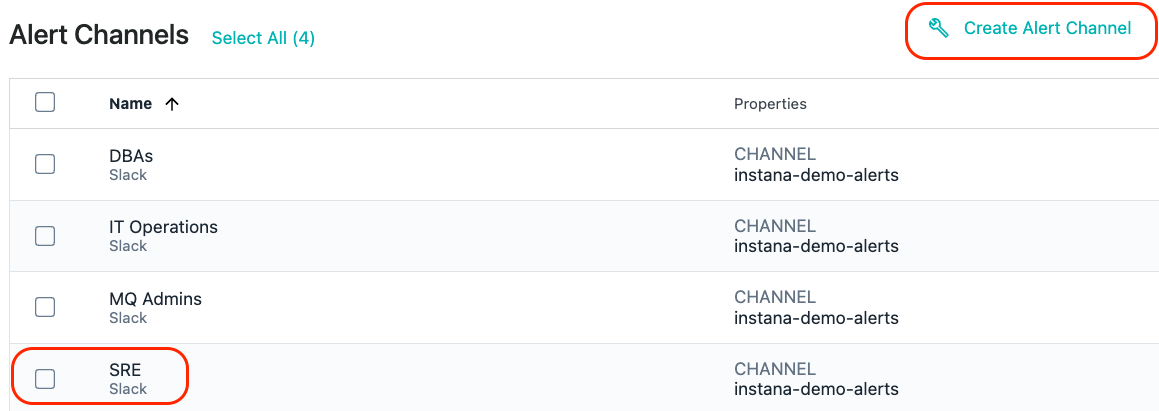 Alert Channels
Select All (4)
Create Alert Channel
Name
Properties
DBAs
Slack
CHANNEL
instana-demo-alerts
IT Operations
Slack
CHANNEL
instana-demo-alerts
MQ Admins
Slack
CHANNEL
instana-demo-alerts
SRE
Slack
CHANNEL
instana-demo-alerts